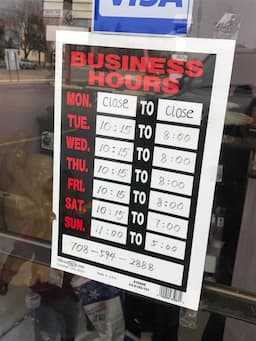 VISA
BUSINESS
HOURS
MON. Close TO Close
TUE. 10:15 TO 8:00
WED. 10:15 TO 8:00
THU. 10:15 TO 8:00
FRI. 10:15 TO 8:00
SAT. 10:15 TO 7:00
SUN. 1:00 TO 5:00
708-594-2888